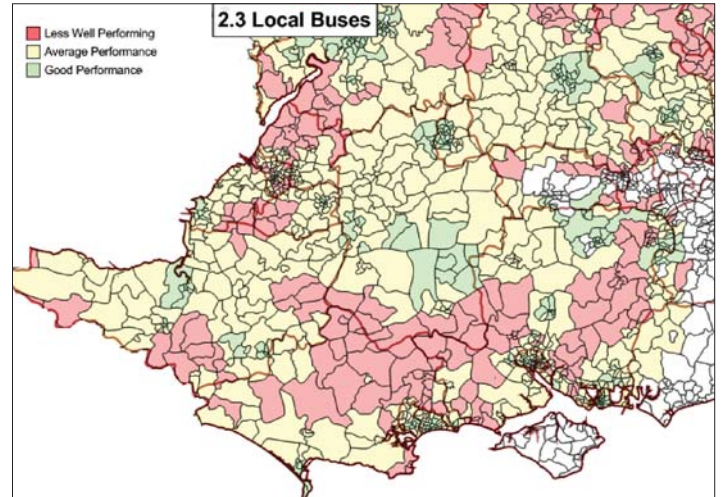 2.3 Local Buses
Less Well Performing
Average Performance
Good Performance